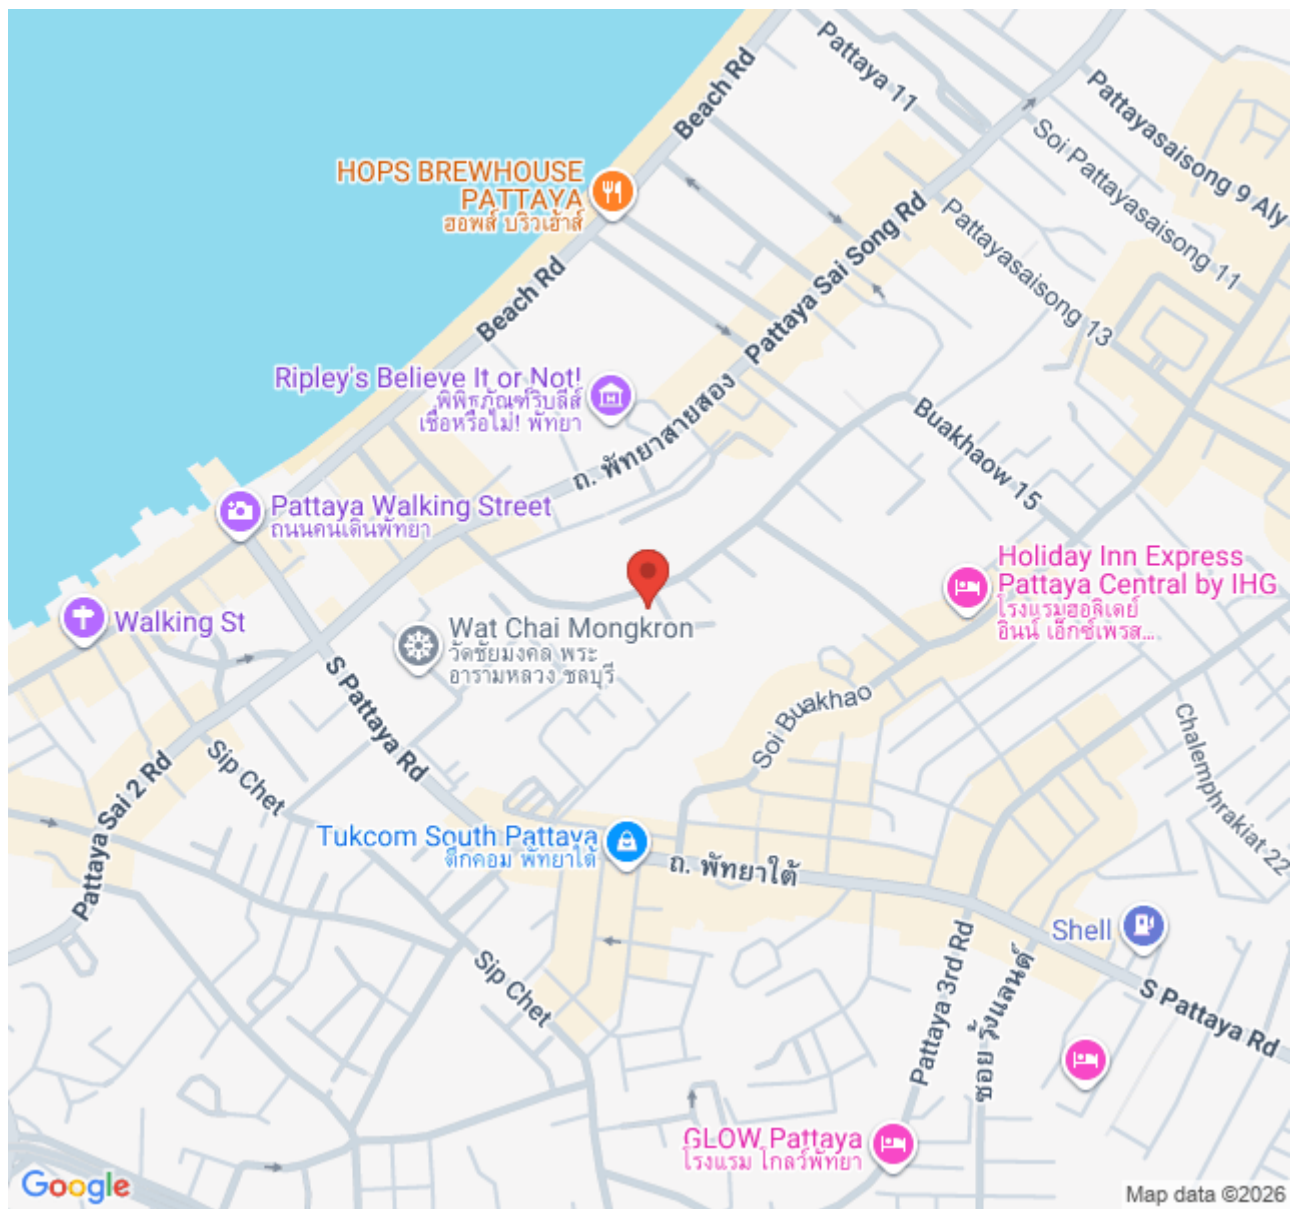 Pattaya 11
Beach Rd
Pattayasaisong 9 Aly
Soi Pattayasaisong 11
HOPS BREWHOUSE
PATTAYA
ฮอพส์ บริวเฮ้าส์
Pattaya Sai Song Rd
Pattayasaisong 13
Beach Rd
Ripley's Believe It or Not!
พิพิธภัณฑ์ริบลีส์
เชื่อหรือไม่! พัทยา
ถ. พัทยาสายสอง
Buakhaow 15
Pattaya Walking Street
ถนนคนเดินพัทยา
Holiday Inn Express
Pattaya Central by IHG
โรงแรมฮอลิเดย์
อินน์ เอ็กซ์เพรส...
Walking St
Wat Chai Mongkron
วัดชัยมงคล พระ
อารามหลวง ชลบุรี
S Pattaya Rd
Soi Buakhao
Chalemphrakiat 22
Sip Chet
Pattaya Sai 2 Rd
Tukcom South Pattaya
ตึกคอม พัทยาใต้
ถ. พัทยาใต้
Shell
Sip Chet
Pattaya 3rd Rd
ซอย รุ้งแลนด์
S Pattaya Rd
GLOW Pattaya
โรงแรม โกลว์พัทยา
Google
Map data ©2026